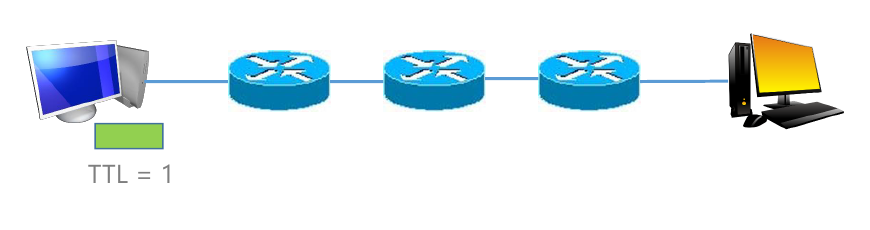 TTL = 1